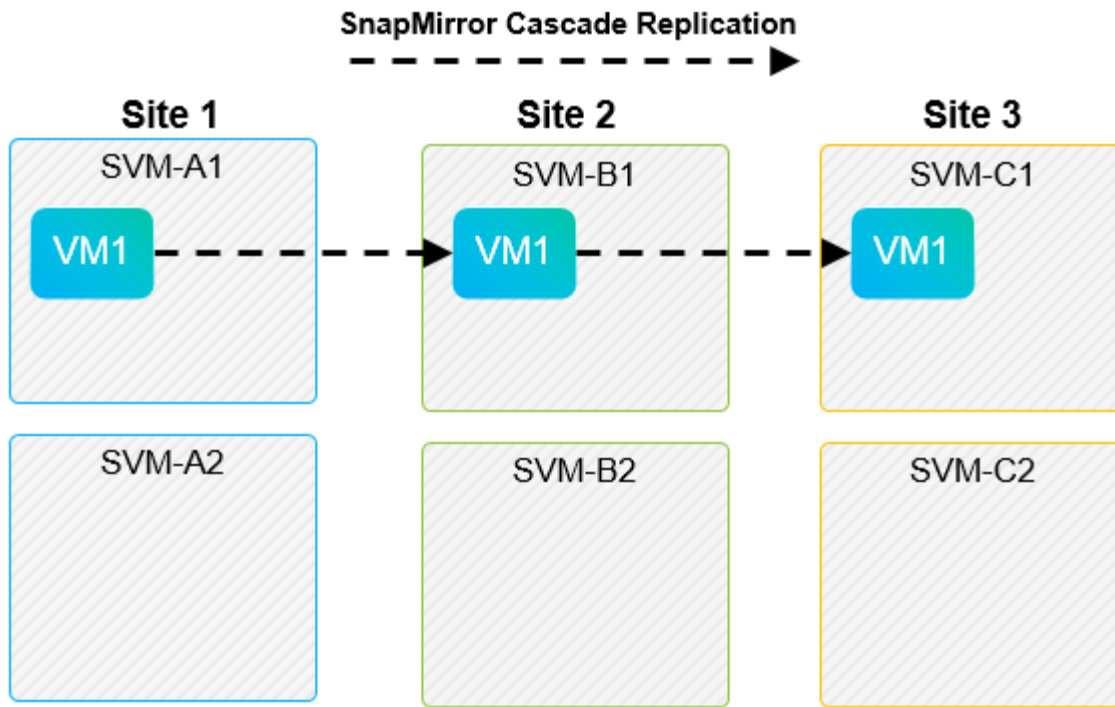 SnapMirror Cascade Replication
Site 1
Site 2
Site 3
SVM-A1
SVM-B1
SVM-C1
VM1
VM1
VM1
SVM-A2
SVM-B2
SVM-C2